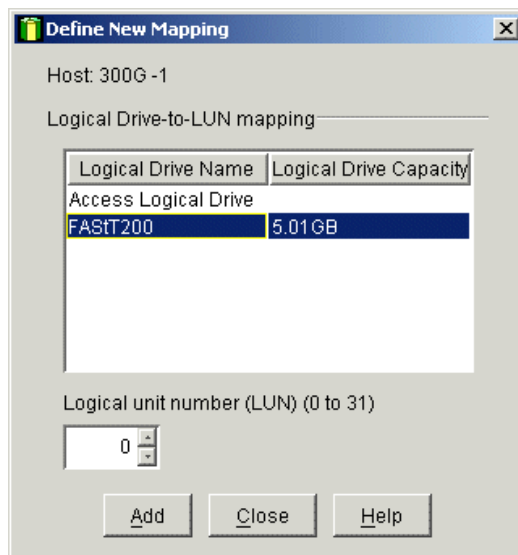 Define New Mapping
Host: 300G -1
Logical Drive-to-LUN mapping
Logical Drive Name Logical Drive Capacity
Access Logical Drive
FAStT200 5.01GB
Logical unit number (LUN) (0 to 31)
0
Add Close Help